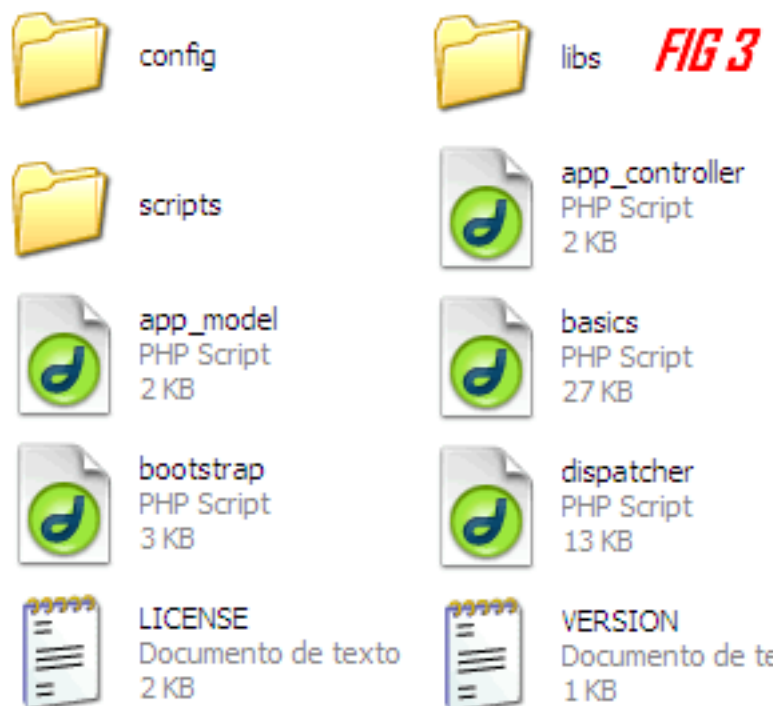 config
libs
FIG 3
scripts
app_controller
PHP Script
2 KB
app_model
PHP Script
2 KB
basics
PHP Script
27 KB
bootstrap
PHP Script
3 KB
dispatcher
PHP Script
13 KB
LICENSE
Documento de texto
2 KB
VERSION
Documento de te
1 KB